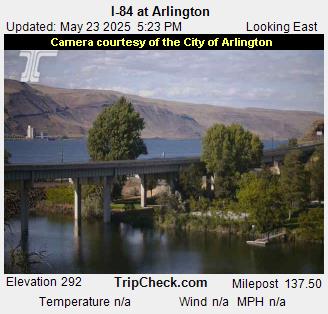 I-84 at Arlington
Updated: May 23 2025 5:23 PM Looking East
Camera courtesy of the City of Arlington
Elevation 292 TripCheck.com Milepost 137.50
Temperature n/a Wind n/a MPH n/a